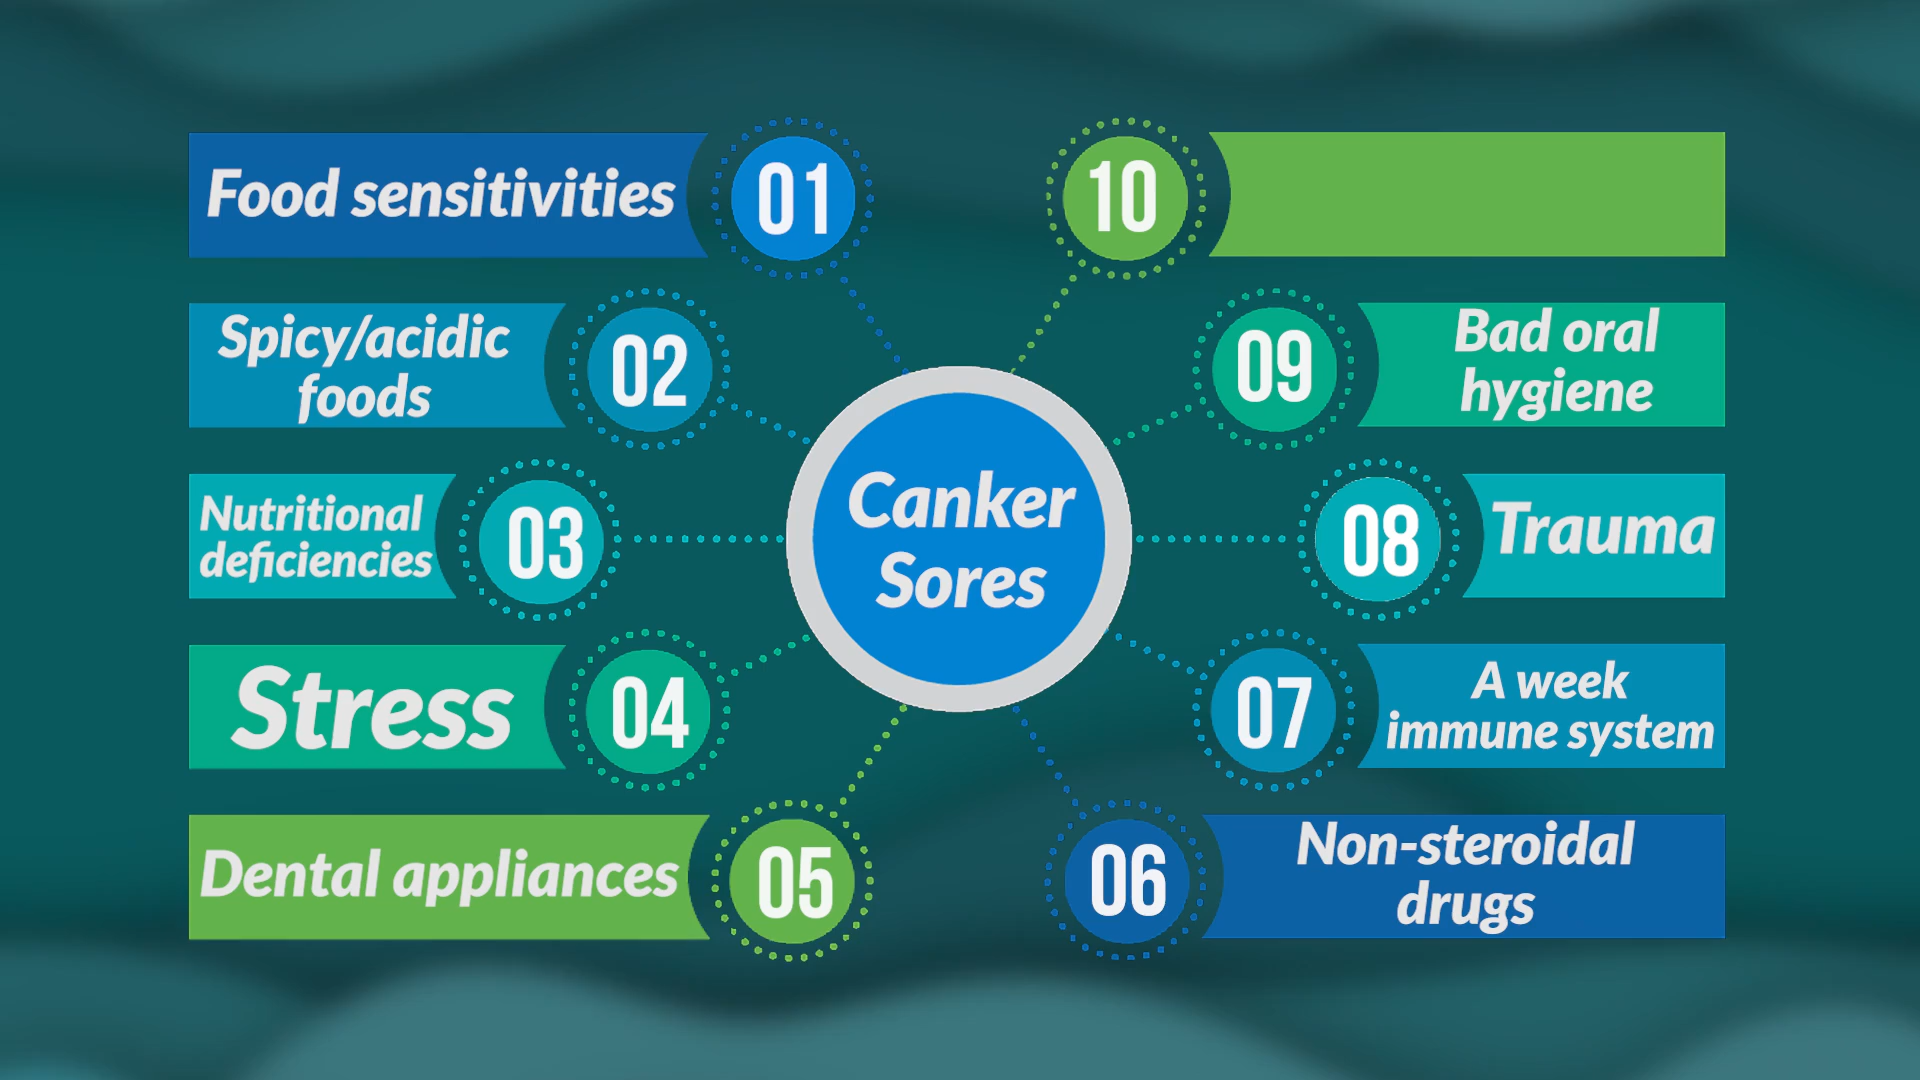 Food sensitivities
01
Spicy/acidic
foods
02
Nutritional
deficiencies
03
Stress
04
Dental appliances
05
Canker
Sores
10
09
Bad oral
hygiene
08
Trauma
07
A week
immune system
06
Non-steroidal
drugs